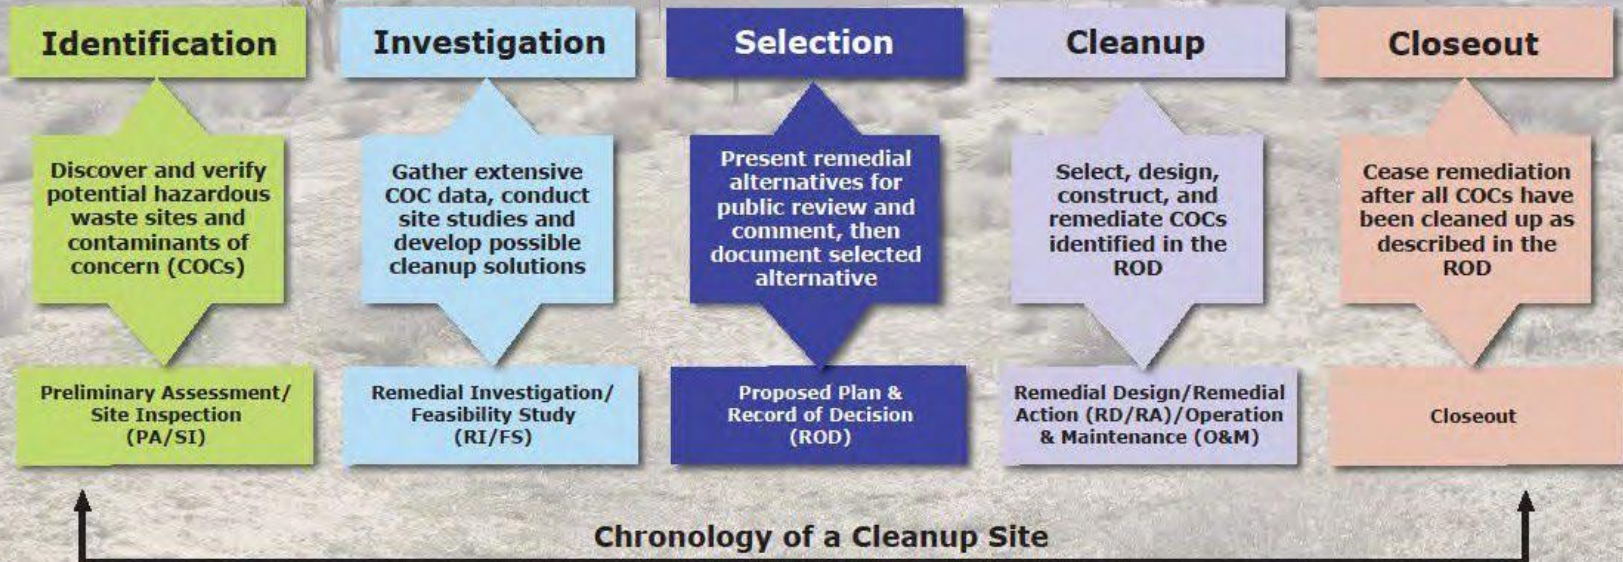 Identification
Discover and verify
potential hazardous
waste sites and
contaminants of
concern (COCs)
Preliminary Assessment/
Site Inspection
(PA/SI)
Investigation
Gather extensive
COC data, conduct
site studies and
develop possible
cleanup solutions
Remedial Investigation/
Feasibility Study
(RI/FS)
Selection
Present remedial
alternatives for
public review and
comment, then
document selected
alternative
Proposed Plan &
Record of Decision
(ROD)
Cleanup
Select, design,
construct, and
remediate COCs
identified in the
ROD
Remedial Design/Remedial
Action (RD/RA)/Operation
& Maintenance (O&M)
Closeout
Cease remediation
after all COCs have
been cleaned up as
described in the
ROD
Closeout
Chronology of a Cleanup Site